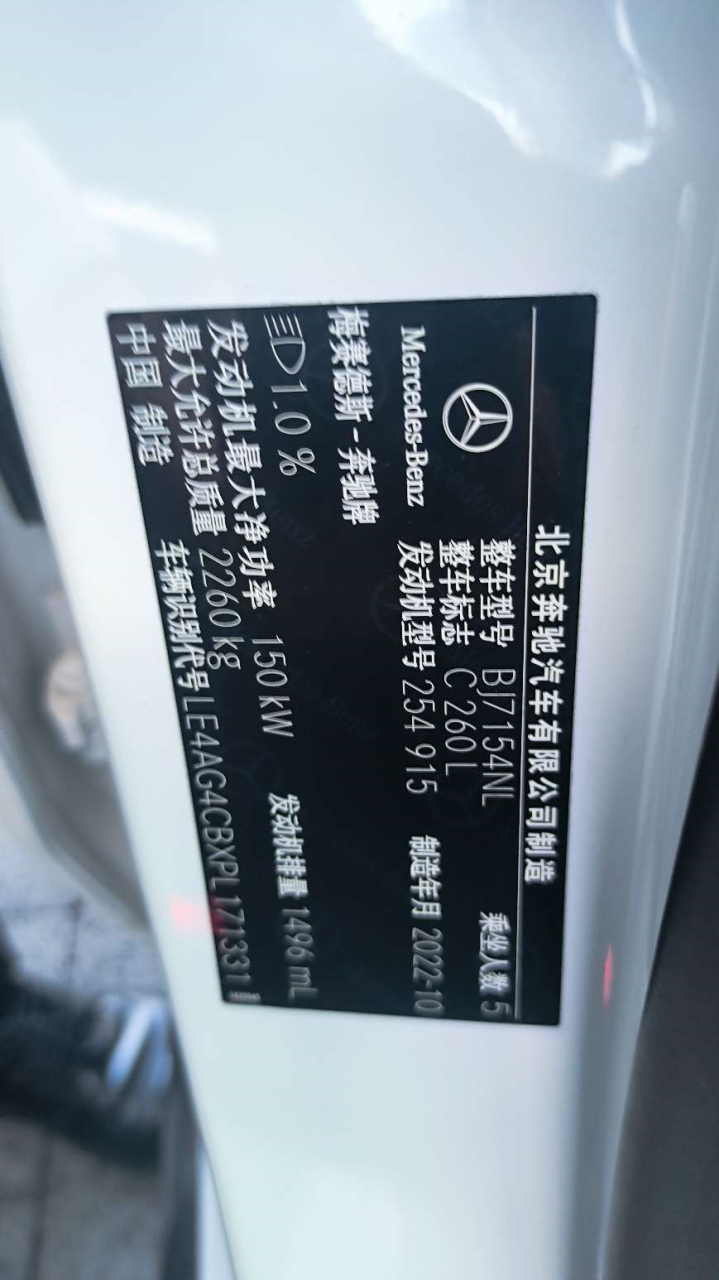 北京奔驰汽车有限公司制造
Mercedes-Benz
整车型号 BJ7154NL 乘坐人数 5
整车标志 C 260 L
发动机型号 254 915 制造年月 2022-10
梅赛德斯-奔驰牌
1.0 %
发动机最大净功率 150 kW 发动机排量 1496 mL
最大允许总质量 2260 kg
中国 制造 车辆识别代号 LE4AG4CBXPL171331